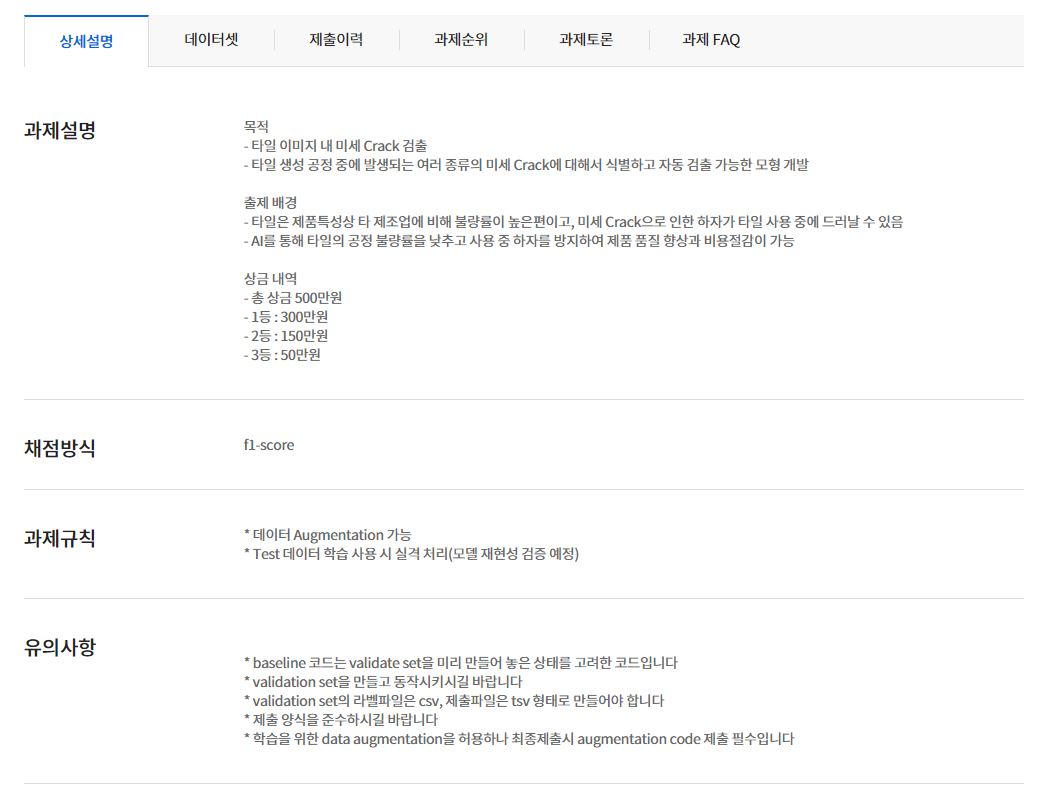 상세설명
데이터셋
제출이력
과제순위
과제토론
과제 FAQ
과제설명
목적
- 타일 이미지 내 미세 Crack 검출
- 타일 생성 공정 중에 발생되는 여러 종류의 미세 Crack에 대해서 식별하고 자동 검출 가능한 모형 개발
출제 배경
- 타일은 제품특성상 타 제조업에 비해 불량률이 높은편이고, 미세 Crack으로 인한 하자가 타일 사용 중에 드러날 수 있음
- AI를 통해 타일의 공정 불량률을 낮추고 사용 중 하자를 방지하여 제품 품질 향상과 비용절감이 가능
상금 내역
- 총 상금 500만원
- 1등 : 300만원
- 2등 : 150만원
- 3등 : 50만원
채점방식
f1-score
과제규칙
* 데이터 Augmentation 가능
* Test 데이터 학습 사용 시 실격 처리(모델 재현성 검증 예정)
유의사항
* baseline 코드는 validate set을 미리 만들어 놓은 상태를 고려한 코드입니다
* validation set을 만들고 동작시키시길 바랍니다
* validation set의 라벨파일은 csv, 제출파일은 tsv 형태로 만들어야 합니다
* 제출 양식을 준수하시길 바랍니다
* 학습을 위한 data augmentation을 허용하나 최종제출시 augmentation code 제출 필수입니다